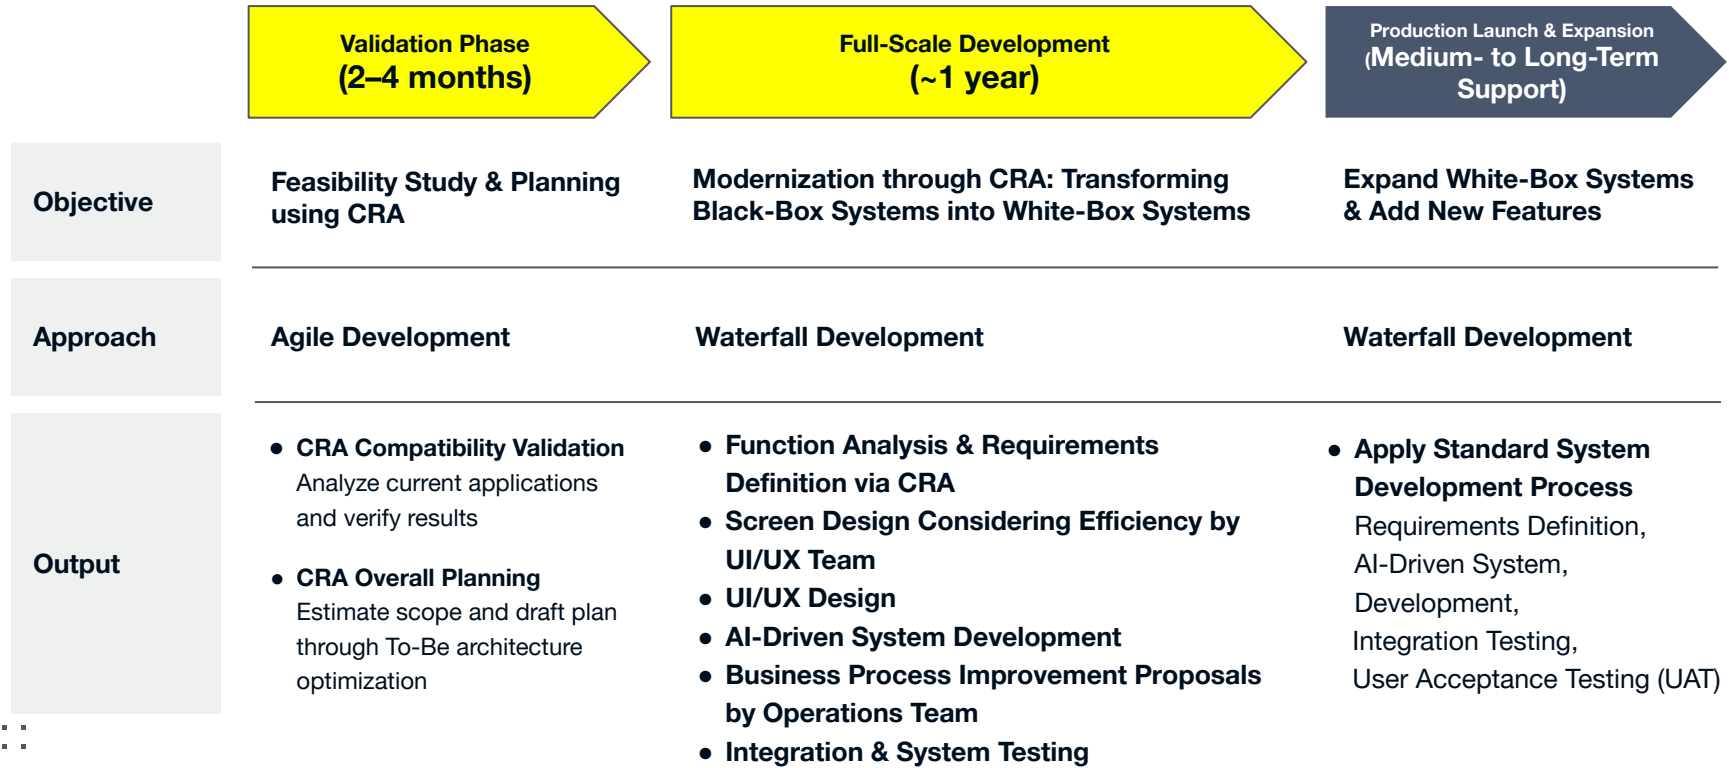 Validation Phase
(2–4 months)
Full-Scale Development
(~1 year)
Production Launch & Expansion
(Medium- to Long-Term
Support)
Objective
Feasibility Study & Planning
using CRA
Modernization through CRA: Transforming
Black-Box Systems into White-Box Systems
Expand White-Box Systems
& Add New Features
Approach
Agile Development
Waterfall Development
Waterfall Development
Output
● CRA Compatibility Validation
Analyze current applications
and verify results
● CRA Overall Planning
Estimate scope and draft plan
through To-Be architecture
optimization
● Function Analysis & Requirements
Definition via CRA
● Screen Design Considering Efficiency by
UI/UX Team
● UI/UX Design
● AI-Driven System Development
● Business Process Improvement Proposals
by Operations Team
● Integration & System Testing
● Apply Standard System
Development Process
Requirements Definition,
AI-Driven System,
Development,
Integration Testing,
User Acceptance Testing (UAT)